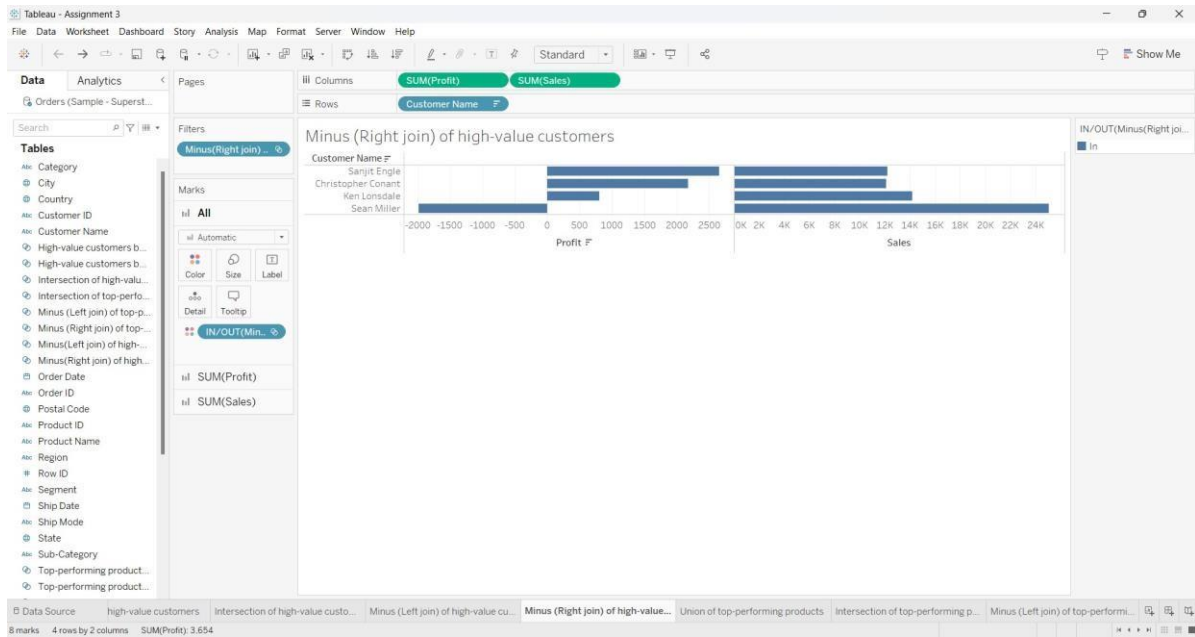 Tableau - Assignment 3
File Data Worksheet Dashboard Story Analysis Map Format Server Window Help
Standard
Show Me
Data
Analytics
Orders (Sample - Superst...
Search
Tables
Abc Category
City
Country
Abc Customer ID
Abc Customer Name
High-value customers b...
High-value customers b...
Intersection of high-valu...
Intersection of top-perfo...
Minus (Left join) of top-p...
Minus (Right join) of top-...
Minus(Left join) of high-...
Minus(Right join) of high...
Order Date
Abc Order ID
Postal Code
Abc Product ID
Abc Product Name
Abc Region
# Row ID
Abc Segment
Ship Date
Abc Ship Mode
State
Abc Sub-Category
Top-performing product...
Top-performing product...
Pages
Filters
Minus(Right join) ...
Marks
All
Automatic
Color Size Label
Detail Tooltip
IN/OUT(Min..
SUM(Profit)
SUM(Sales)
iii Columns SUM(Profit) SUM(Sales)
Rows Customer Name
Minus (Right join) of high-value customers
Customer Name
Sanjit Engle
Christopher Conant
Ken Lonsdale
Sean Miller
-2000 -1500 -1000 -500 0 500 1000 1500 2000 2500 0K 2K 4K 6K 8K 10K 12K 14K 16K 18K 20K 22K 24K
Profit Sales
IN/OUT(Minus(Right joi...
In
Data Source high-value customers Intersection of high-value custo... Minus (Left join) of high-value cu... Minus (Right join) of high-value... Union of top-performing products Intersection of top-performing p... Minus (Left join) of top-performi...
8 marks 4 rows by 2 columns SUM(Profit): 3,654